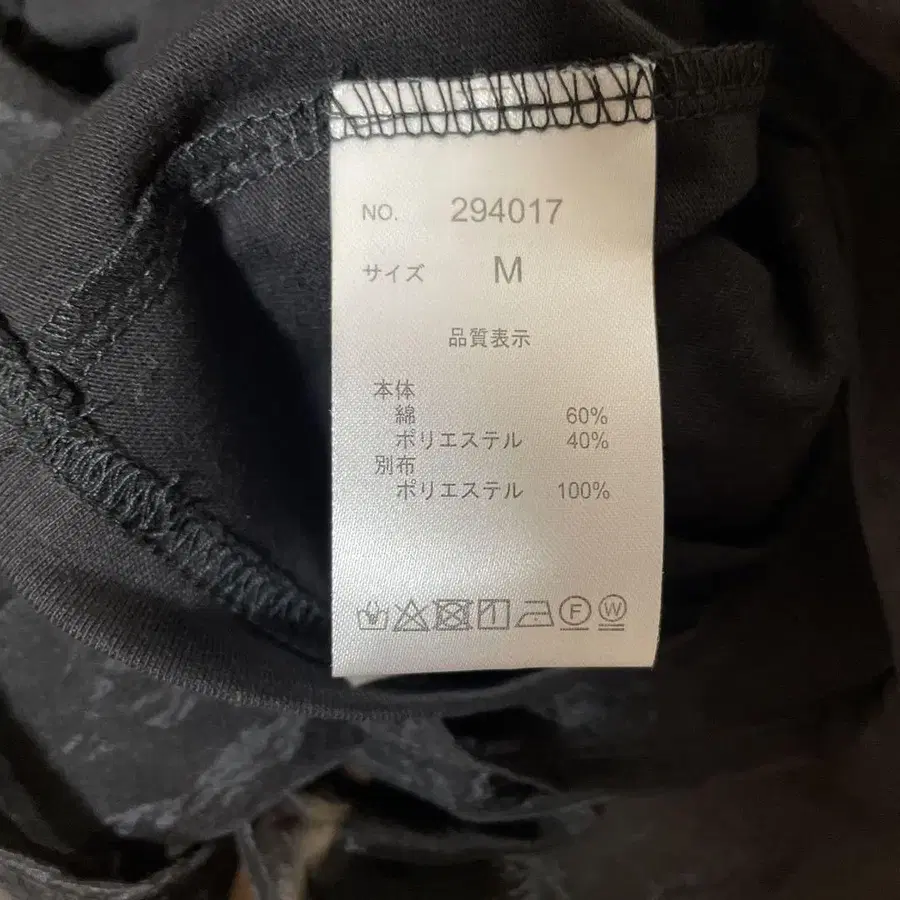 NO. 294017
サイズ M
品質表示
本体
綿 60%
ポリエステル 40%
別布
ポリエステル 100%
F W